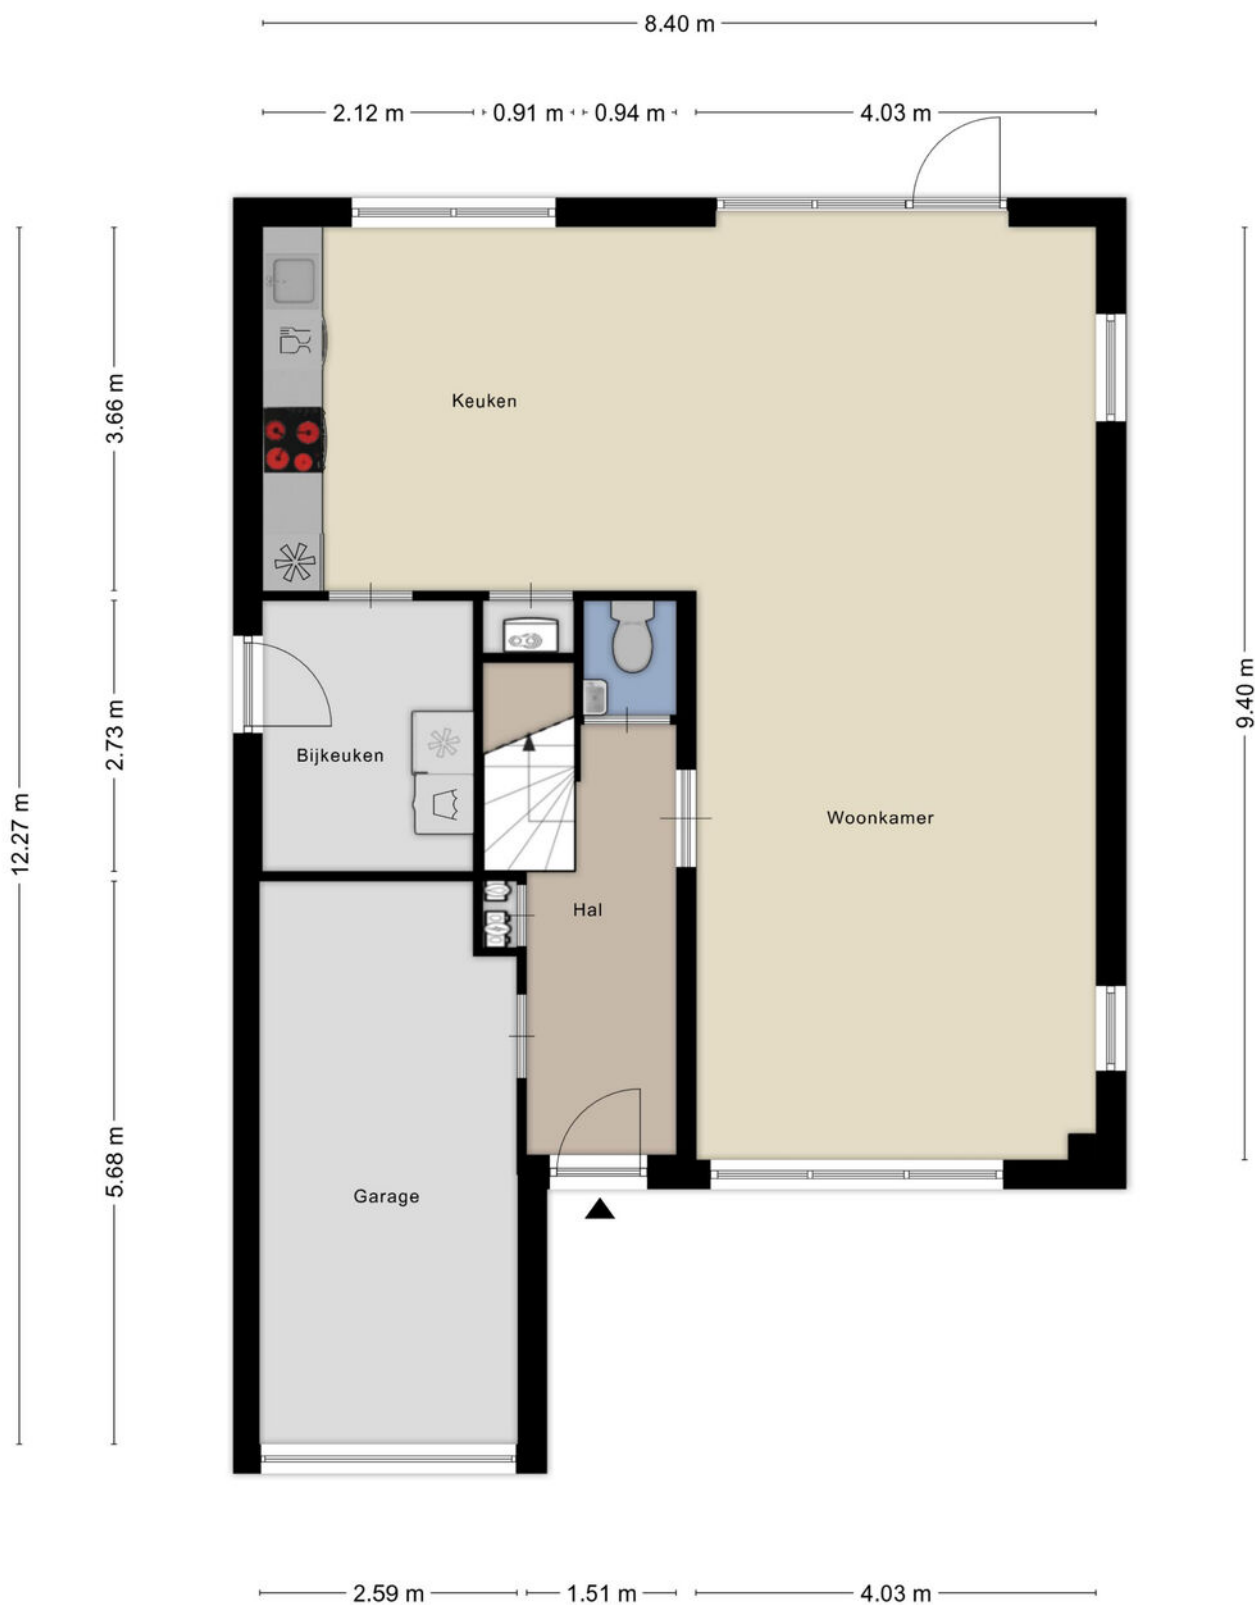 8.40 m
2.12 m
0.91 m
0.94 m
4.03 m
Keuken
3.66 m
9.40 m
2.73 m
Bijkeuken
12.27 m
Woonkamer
Hal
5.68 m
Garage
2.59 m
1.51 m
4.03 m